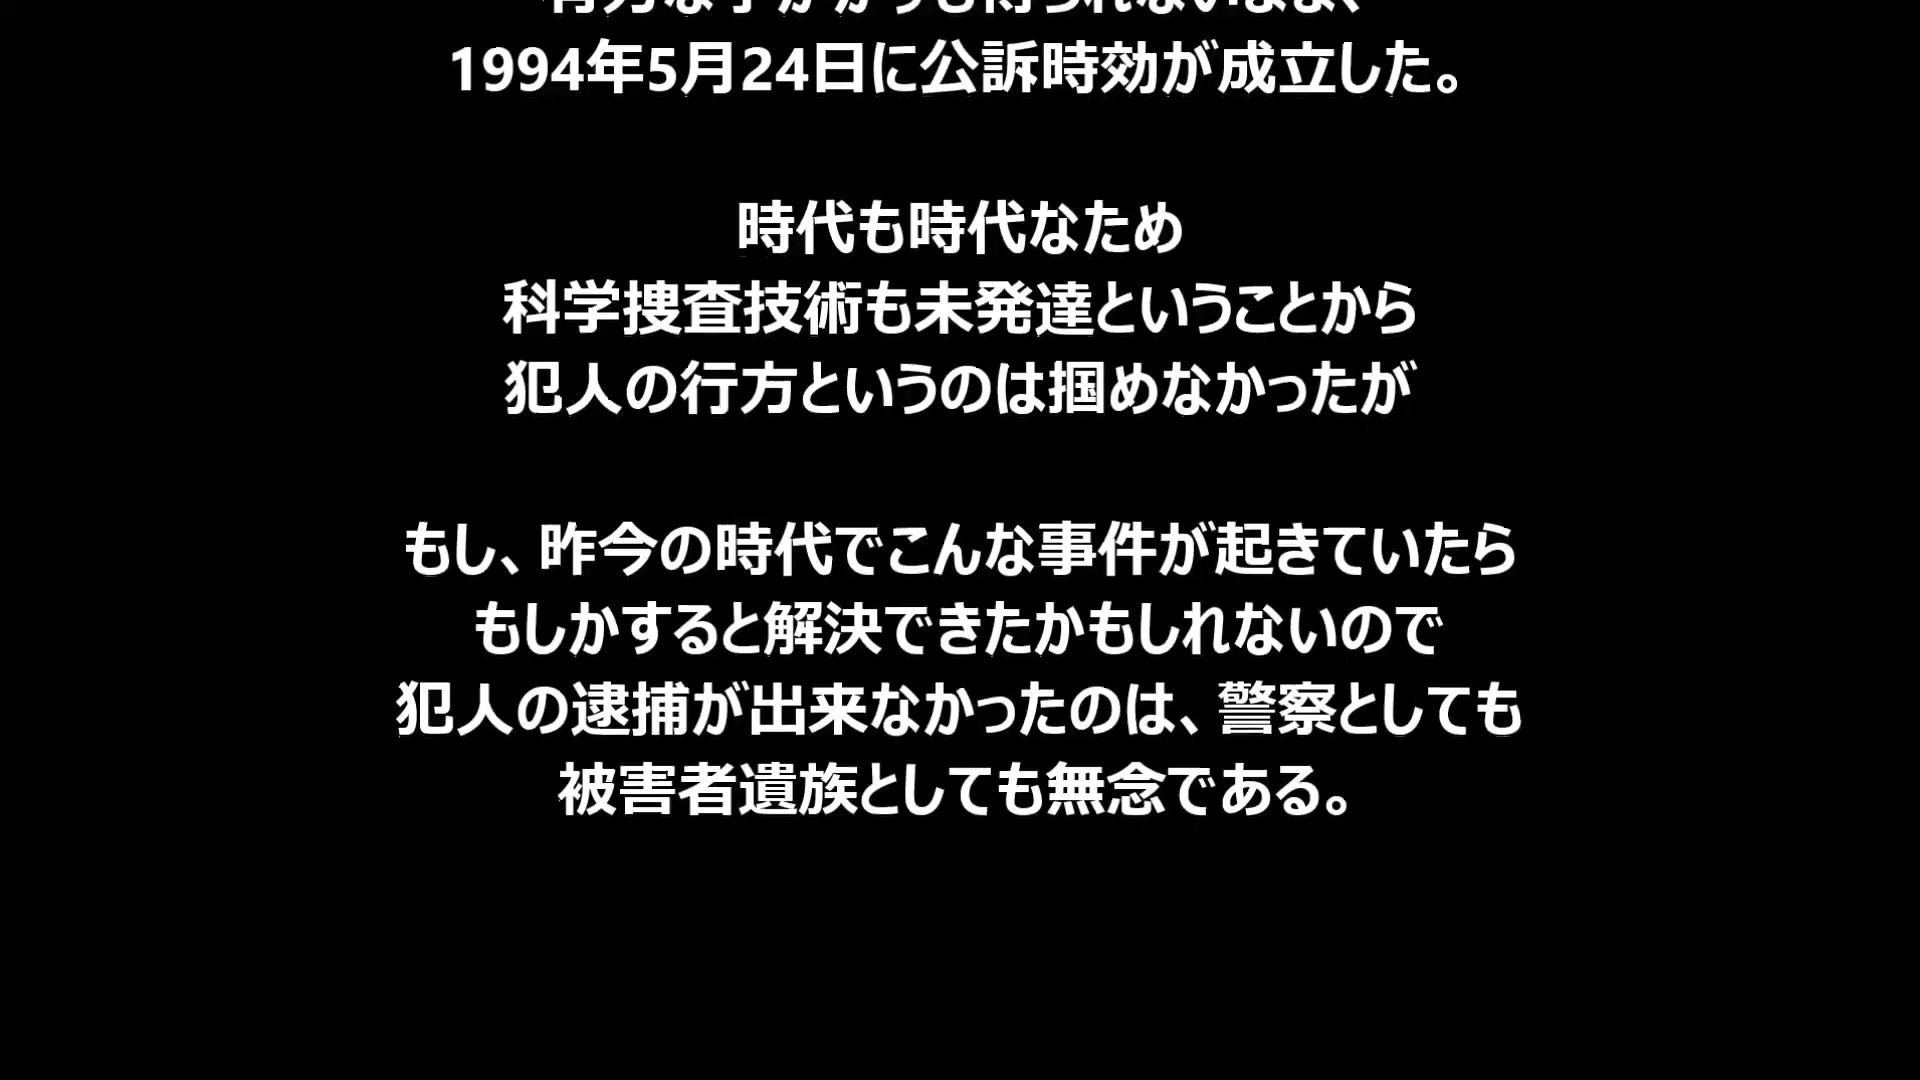 1994年5月24日に公訴時効が成立した。
時代も時代なため
科学捜査技術も未発達ということから
犯人の行方というのは掴めなかったが
もし、昨今の時代でこんな事件が起きていたら
もしかすると解決できたかもしれないので
犯人の逮捕が出来なかったのは、警察としても
被害者遺族としても無念である。